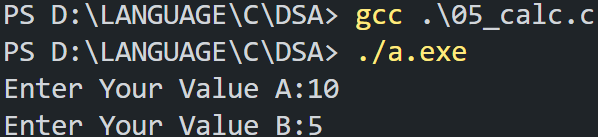 PS D:\LANGUAGE\C\DSA> gcc .\05_calc.c
PS D:\LANGUAGE\C\DSA> ./a.exe
Enter Your Value A:10
Enter Your Value B:5